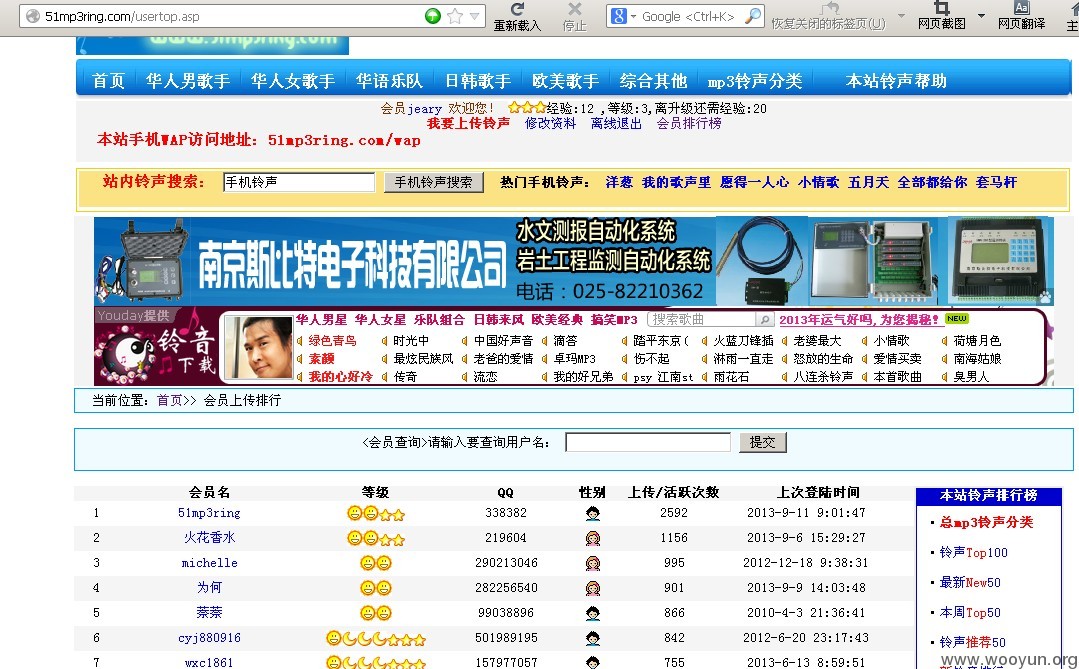 51mp3ring.com/usertop.asp
重新载入
停止
Google <Ctrl+K>
恢复关闭的标签页(U)
网页截图
网页翻译
主
www.51mp3ring.com
首页 华人男歌手 华人女歌手 华语乐队 日韩歌手 欧美歌手 综合其他 mp3铃声分类 本站铃声帮助
会员jeary 欢迎您! 经验:12 ,等级:3,离升级还需经验:20
我要上传铃声 修改资料 离线退出 会员排行榜
本站手机WAP访问地址: 51mp3ring.com/wap
站内铃声搜索: 手机铃声 手机铃声搜索 热门手机铃声: 洋葱 我的歌声里 愿得一人心 小情歌 五月天 全部都给你 套马杆
南京斯比特电子科技有限公司
水文测报自动化系统
岩土工程监测自动化系统
电话:025-82210362
Youday提供
铃音
下载
华人男星 华人女星 乐队组合 日韩来风 欧美经典 搞笑MP3 搜索歌曲 2013年运气好吗,为您揭秘! NEW
绿色青鸟 时光中 中国好声音 滴答 踏平东京( 火蓝刀锋插 老婆最大 小情歌 荷塘月色
素颜 最炫民族风 老爸的爱情 卓玛MP3 伤不起 淋雨一直走 怒放的生命 爱情买卖 南海姑娘
我的心好冷 传奇 流恋 我的好兄弟 psy 江南st 雨花石 八连杀铃声 本首歌曲 臭男人
当前位置: 首页>> 会员上传排行
<会员查询>请输入要查询用户名: 提交
会员名 等级 QQ 性别 上传/活跃次数 上次登陆时间
1 51mp3ring 338382 2592 2013-9-11 9:01:47
2 火花香水 219604 1156 2013-9-6 15:29:27
3 michelle 290213046 995 2012-12-18 9:38:31
4 为何 282256540 901 2013-9-9 14:03:48
5 萘萘 99038896 866 2010-4-3 21:36:41
6 cyj880916 501989195 842 2012-6-20 23:17:43
7 wxc1861 157977057 755 2013-6-13 8:59:51
本站铃声排行榜
总mp3铃声分类
铃声Top100
最新New50
本周Top50
铃声推荐50
www.wooyun.org